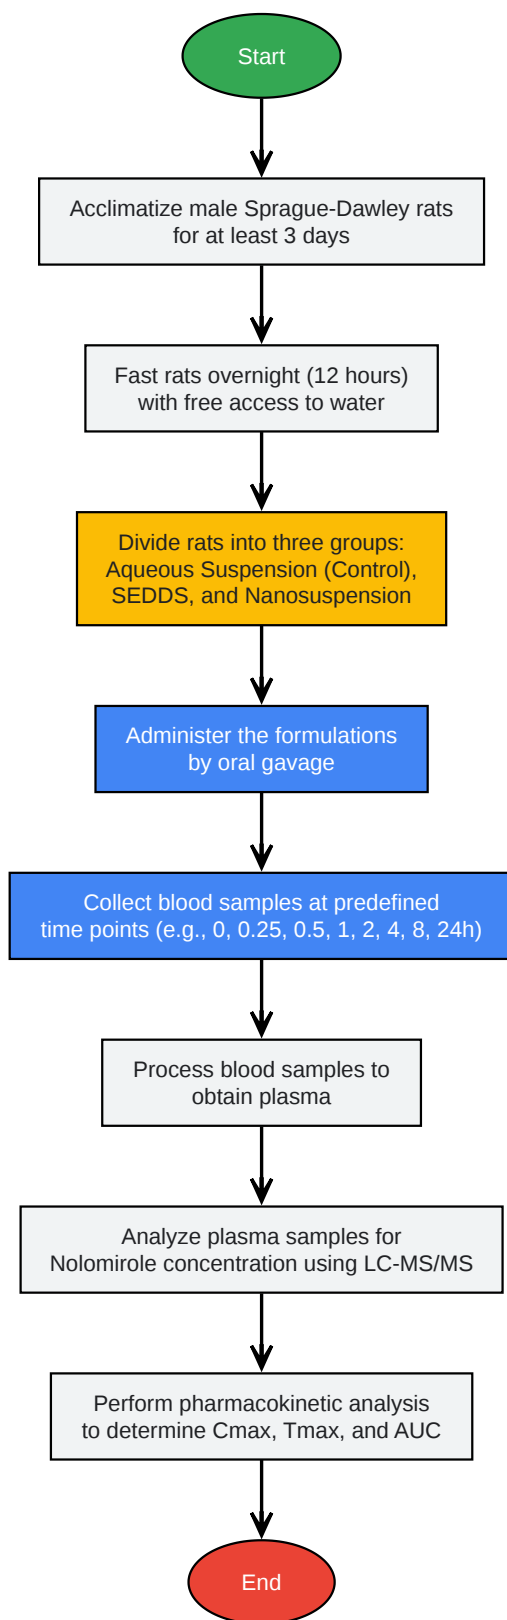 Start
Acclimatize male Sprague-Dawley rats
for at least 3 days
Fast rats overnight (12 hours)
with free access to water
Divide rats into three groups:
Aqueous Suspension (Control),
SEDDS, and Nanosuspension
Administer the formulations
by oral gavage
Collect blood samples at predefined
time points (e.g., 0, 0.25, 0.5, 1, 2, 4, 8, 24h)
Process blood samples to
obtain plasma
Analyze plasma samples for
Nolomirole concentration using LC-MS/MS
Perform pharmacokinetic analysis
to determine Cmax, Tmax, and AUC
End